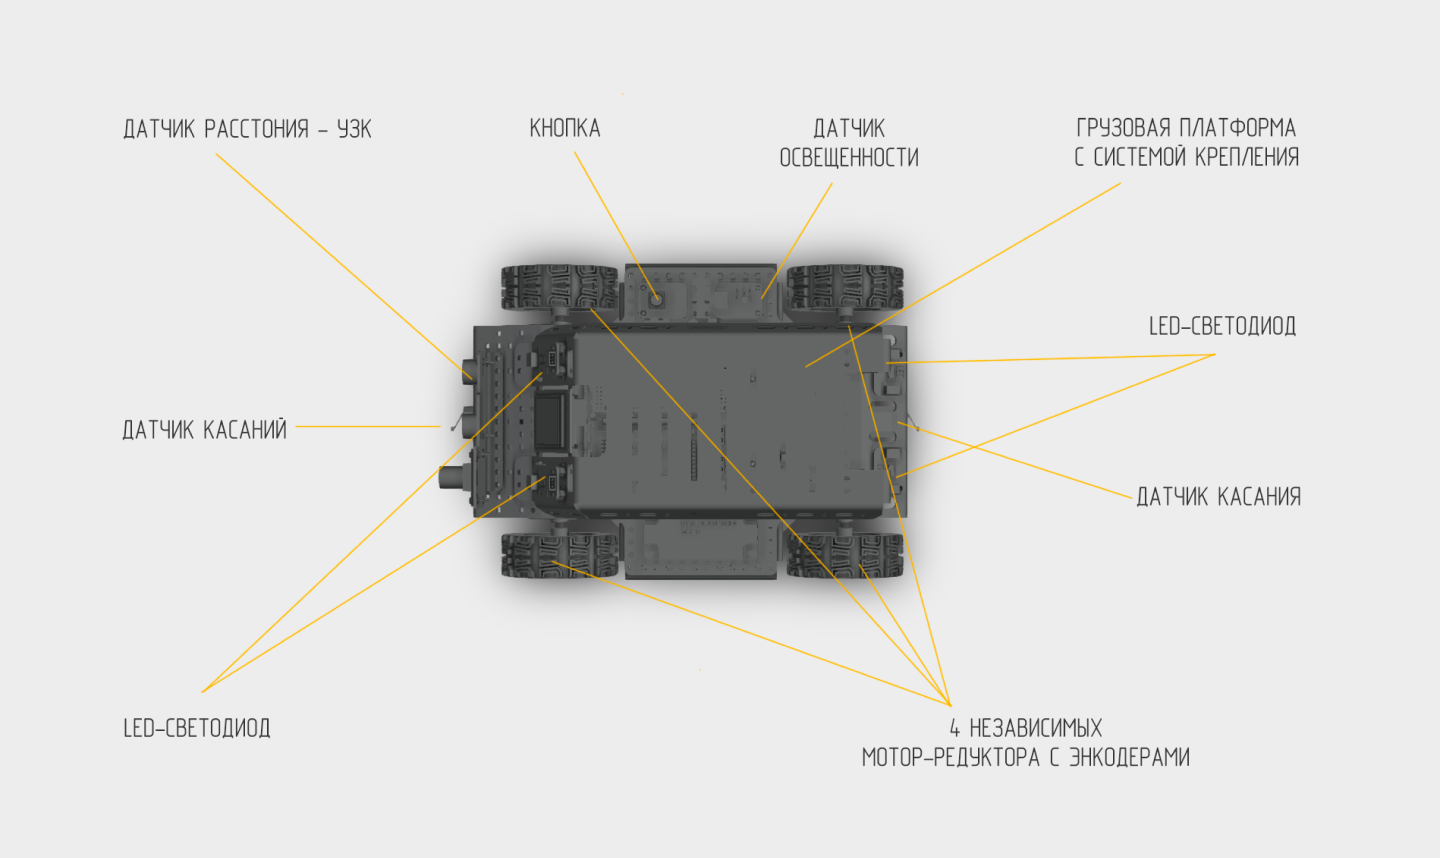 ДАТЧИК РАССТОНИЯ - УЗК
КНОПКА
ДАТЧИК
ОСВЕЩЕННОСТИ
ГРУЗОВАЯ ПЛАТФОРМА
С СИСТЕМОЙ КРЕПЛЕНИЯ
LED-СВЕТОДИОД
ДАТЧИК КАСАНИЙ
ДАТЧИК КАСАНИЯ
LED-СВЕТОДИОД
4 НЕЗАВИСИМЫХ
МОТОР-РЕДУКТОРА С ЭНКОДЕРАМИ